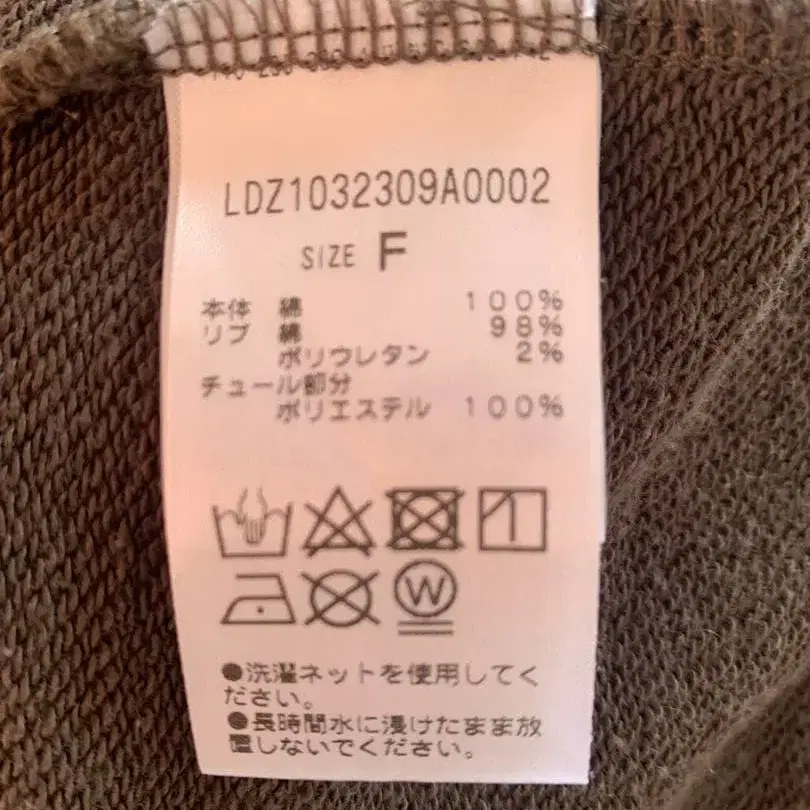 LDZ1032309A0002
SIZE F
本体 綿 100%
リブ 綿 98%
ポリウレタン 2%
チュール部分
ポリエステル 100%
W
●洗濯ネットを使用してく
ださい。
●長時間水に浸けたまま放
置しないでください。